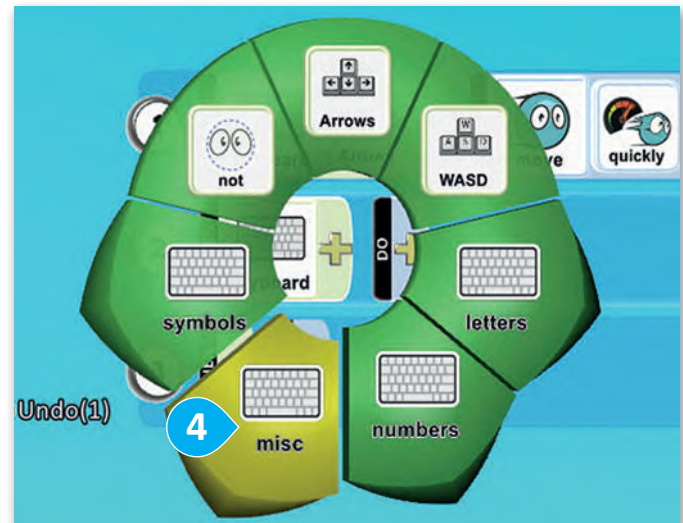 Arrows
not
WASD
move
quickly
DO
symbols
letters
Undo(1)
4
misc
numbers